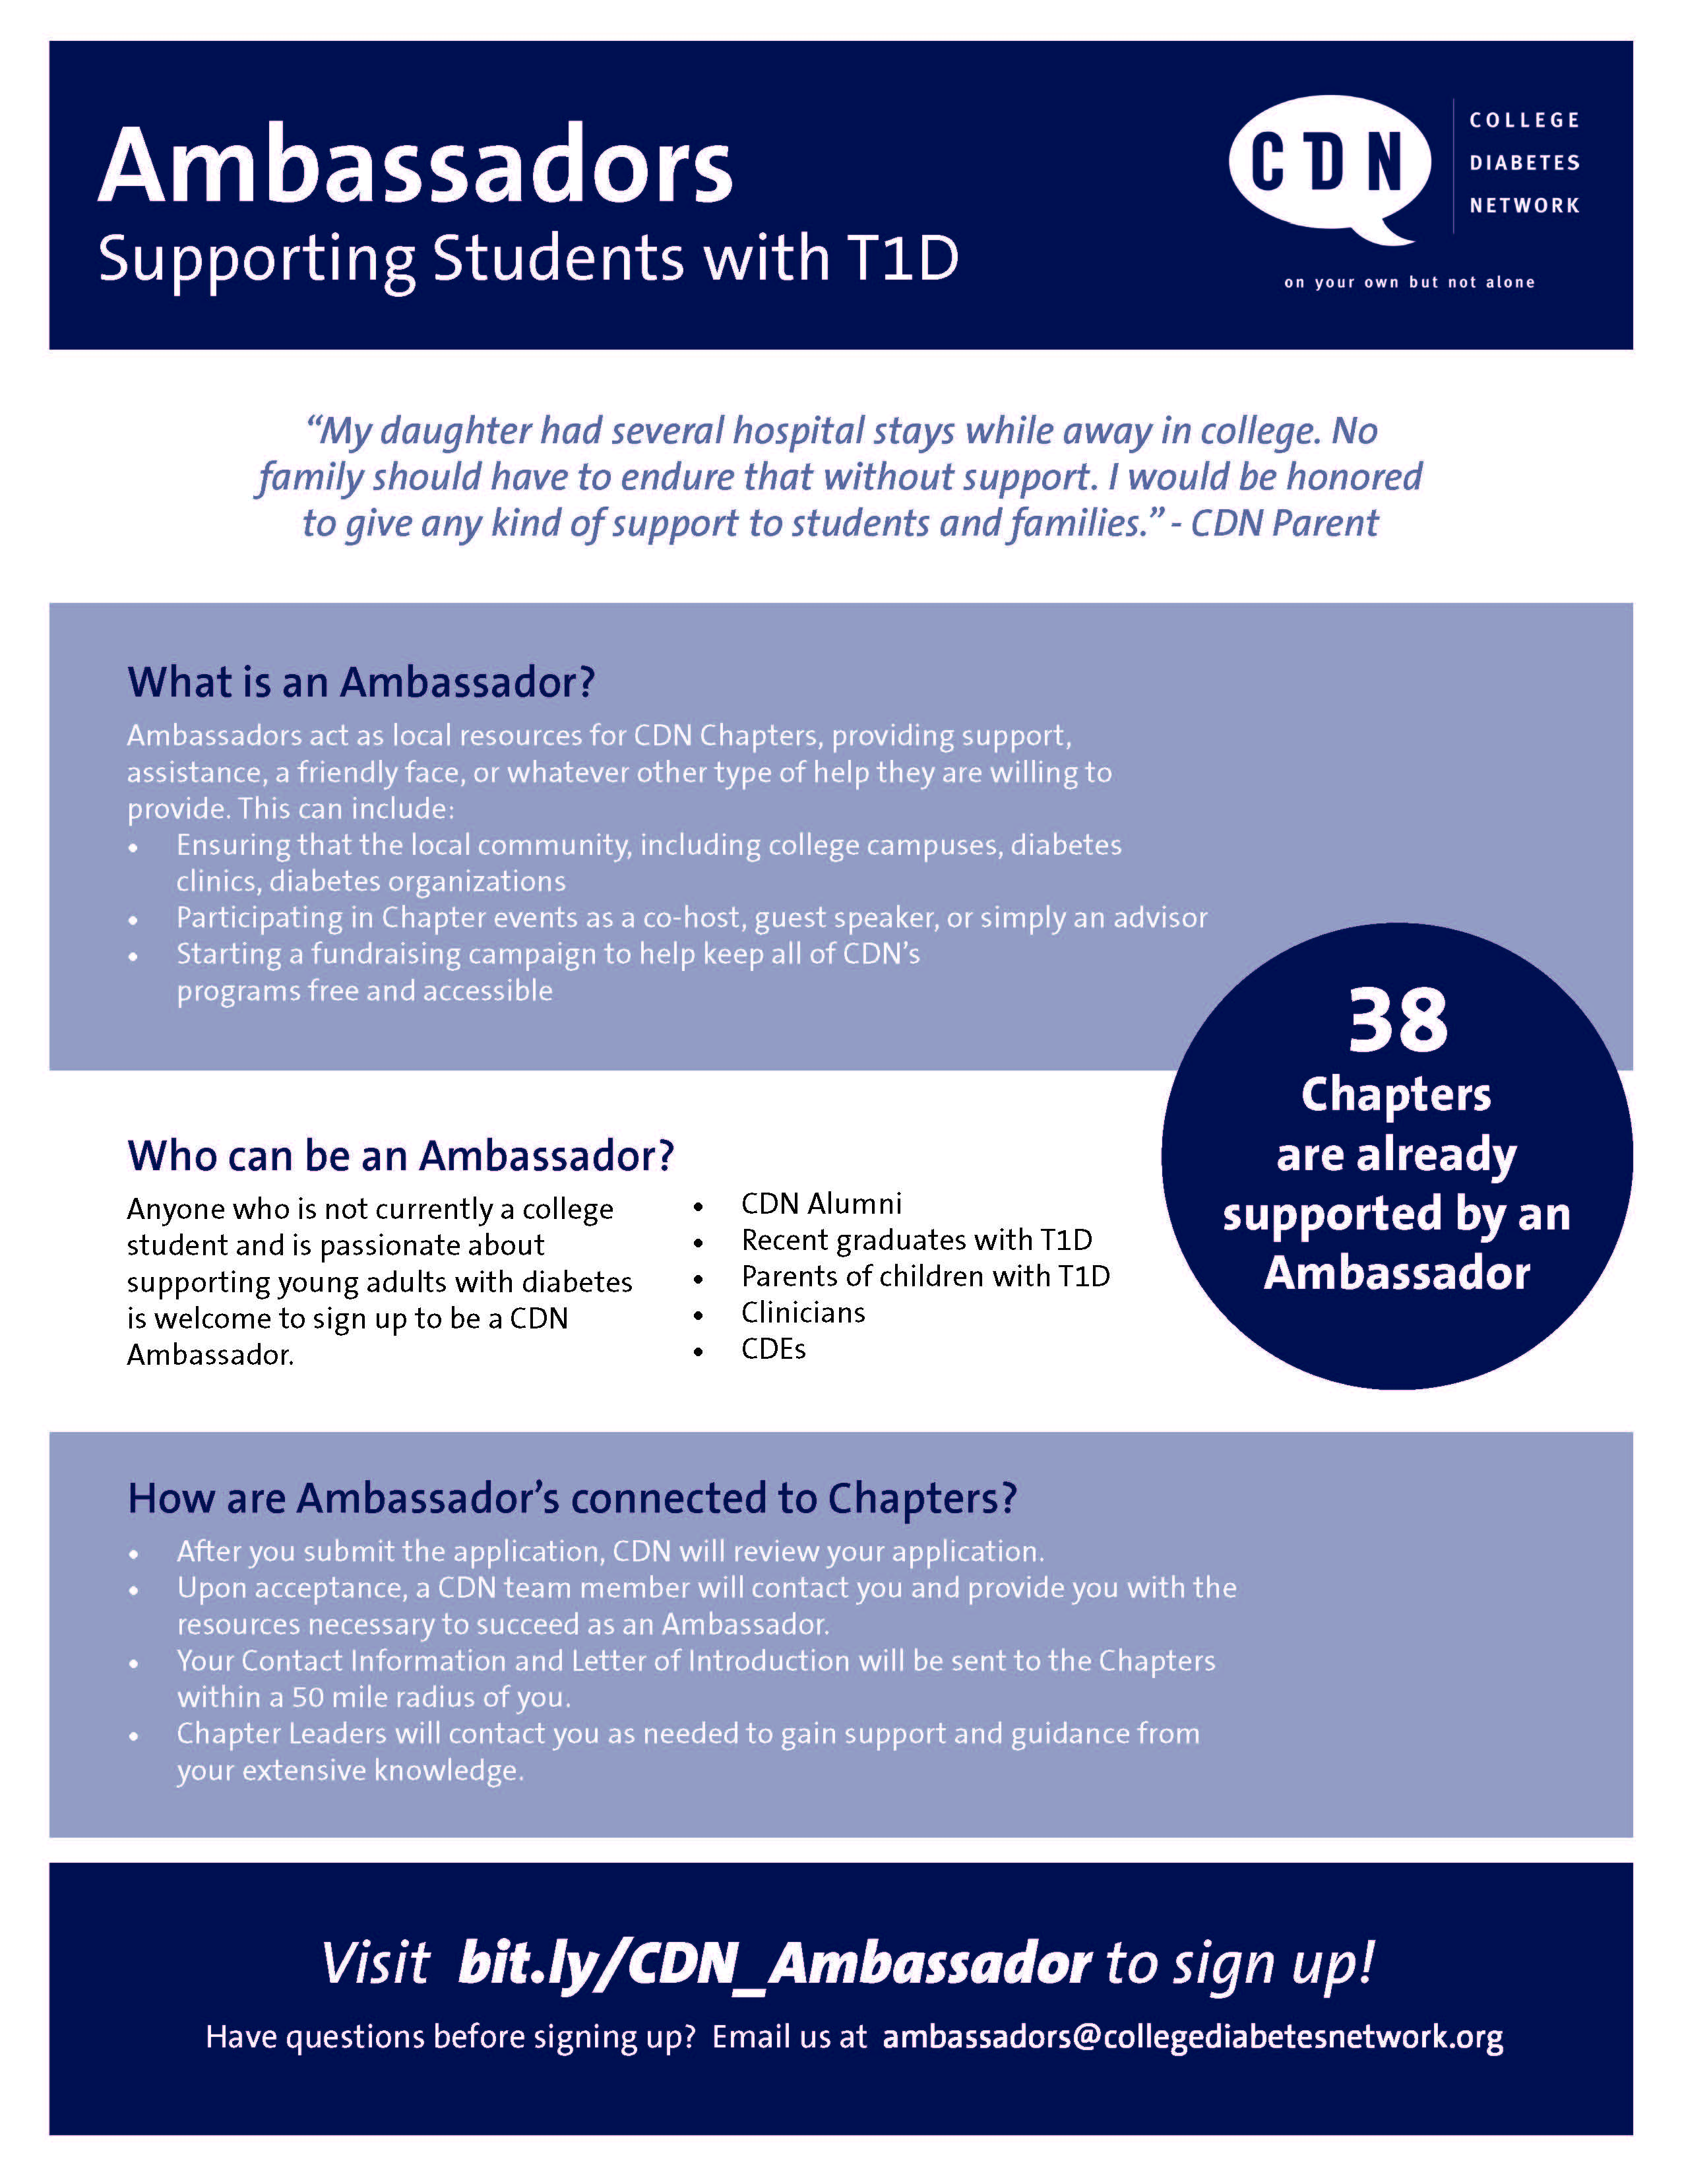 Ambassadors
Supporting Students with T1D
CDN
COLLEGE
DIABETES
NETWORK
on your own but not alone
“My daughter had several hospital stays while away in college. No
family should have to endure that without support. I would be honored
to give any kind of support to students and families.” - CDN Parent
What is an Ambassador?
Ambassadors act as local resources for CDN Chapters, providing support,
assistance, a friendly face, or whatever other type of help they are willing to
provide. This can include:
• Ensuring that the local community, including college campuses, diabetes
clinics, diabetes organizations
• Participating in Chapter events as a co-host, guest speaker, or simply an advisor
• Starting a fundraising campaign to help keep all of CDN’s
programs free and accessible
38
Chapters
are already
supported by an
Ambassador
Who can be an Ambassador?
Anyone who is not currently a college
student and is passionate about
supporting young adults with diabetes
is welcome to sign up to be a CDN
Ambassador.
• CDN Alumni
• Recent graduates with T1D
• Parents of children with T1D
• Clinicians
• CDEs
How are Ambassador’s connected to Chapters?
• After you submit the application, CDN will review your application.
• Upon acceptance, a CDN team member will contact you and provide you with the
resources necessary to succeed as an Ambassador.
• Your Contact Information and Letter of Introduction will be sent to the Chapters
within a 50 mile radius of you.
• Chapter Leaders will contact you as needed to gain support and guidance from
your extensive knowledge.
Visit bit.ly/CDN_Ambassador to sign up!
Have questions before signing up? Email us at ambassadors@collegediabetesnetwork.org